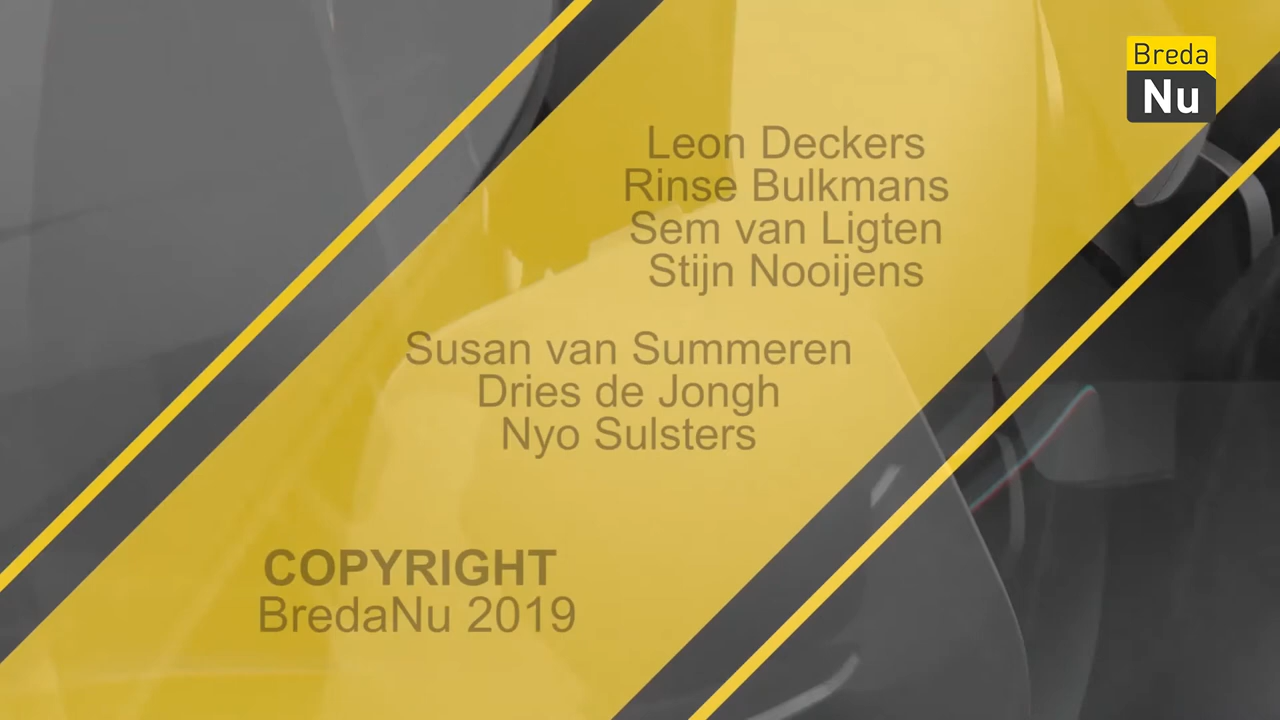 Breda
Nu
Leon Deckers
Rinse Bulkmans
Sem van Ligten
Stijn Nooijens
Susan van Summeren
Dries de Jongh
Nyo Sulsters
COPYRIGHT
BredaNu 2019